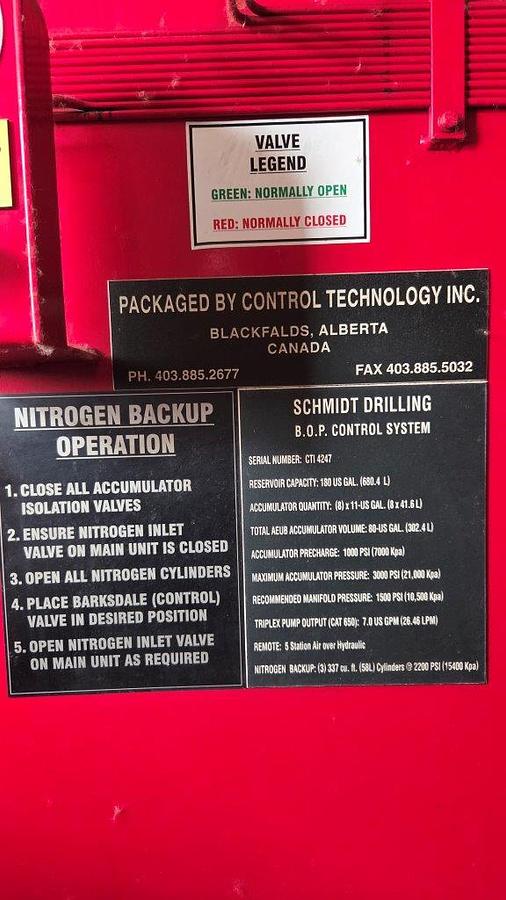 VALVE
LEGEND
GREEN: NORMALLY OPEN
RED: NORMALLY CLOSED
PACKAGED BY CONTROL TECHNOLOGY INC.
BLACKFALDS, ALBERTA
CANADA
PH. 403.885.2677 FAX 403.885.5032
NITROGEN BACKUP
OPERATION
1. CLOSE ALL ACCUMULATOR
ISOLATION VALVES
2. ENSURE NITROGEN INLET
VALVE ON MAIN UNIT IS CLOSED
3. OPEN ALL NITROGEN CYLINDERS
4. PLACE BARKSDALE (CONTROL)
VALVE IN DESIRED POSITION
5. OPEN NITROGEN INLET VALVE
ON MAIN UNIT AS REQUIRED
SCHMIDT DRILLING
B.O.P. CONTROL SYSTEM
SERIAL NUMBER: CTI 4247
RESERVOIR CAPACITY: 180 US GAL. (680.4 L)
ACCUMULATOR QUANTITY: (8) x 11-US GAL. (8 x 41.6 L)
TOTAL AEUB ACCUMULATOR VOLUME: 80-US GAL. (302.4 L)
ACCUMULATOR PRECHARGE: 1000 PSI (7000 Kpa)
MAXIMUM ACCUMULATOR PRESSURE: 3000 PSI (21,000 Kpa)
RECOMMENDED MANIFOLD PRESSURE: 1500 PSI (10,500 Kpa)
TRIPLEX PUMP OUTPUT (CAT 650): 7.0 US GPM (26.46 LPM)
REMOTE: 5 Station Air over Hydraulic
NITROGEN BACKUP: (3) 337 cu. ft. (58L) Cylinders @ 2200 PSI (15400 Kpa)